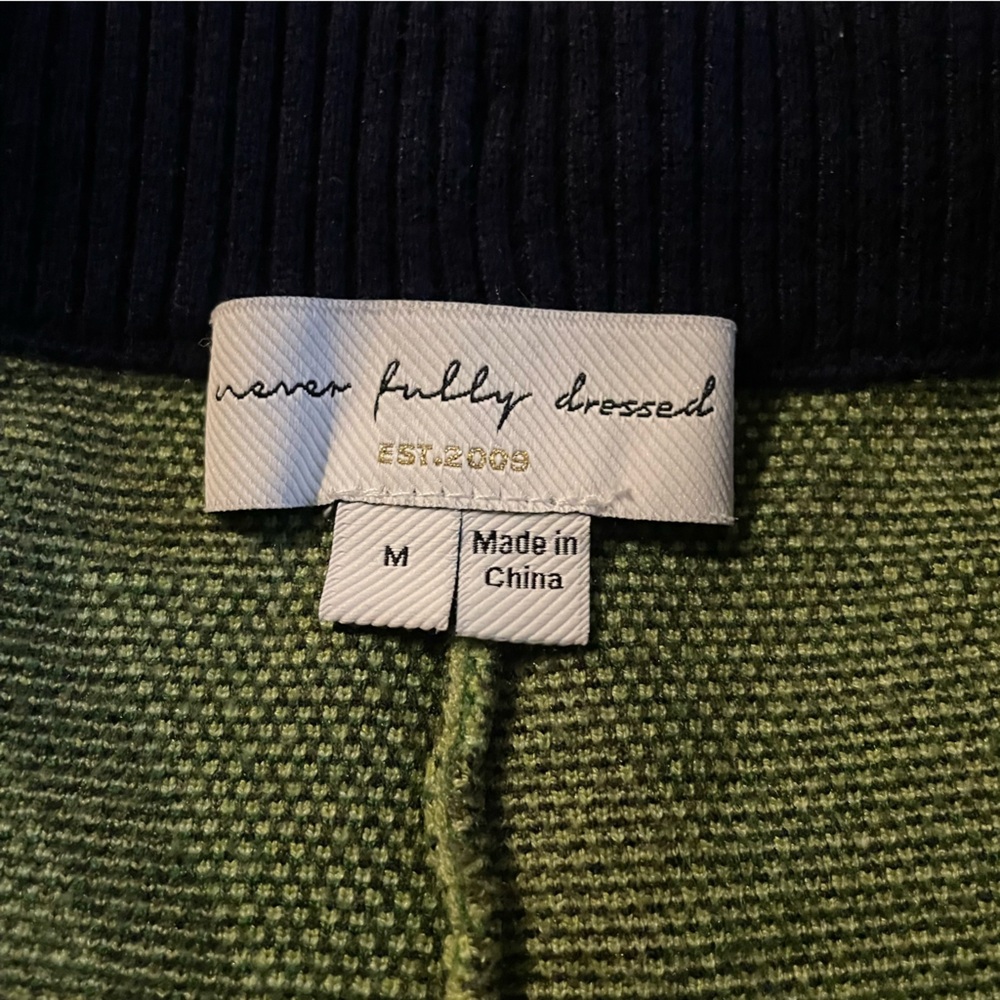 never fully dressed
EST.2009
M
Made in
China